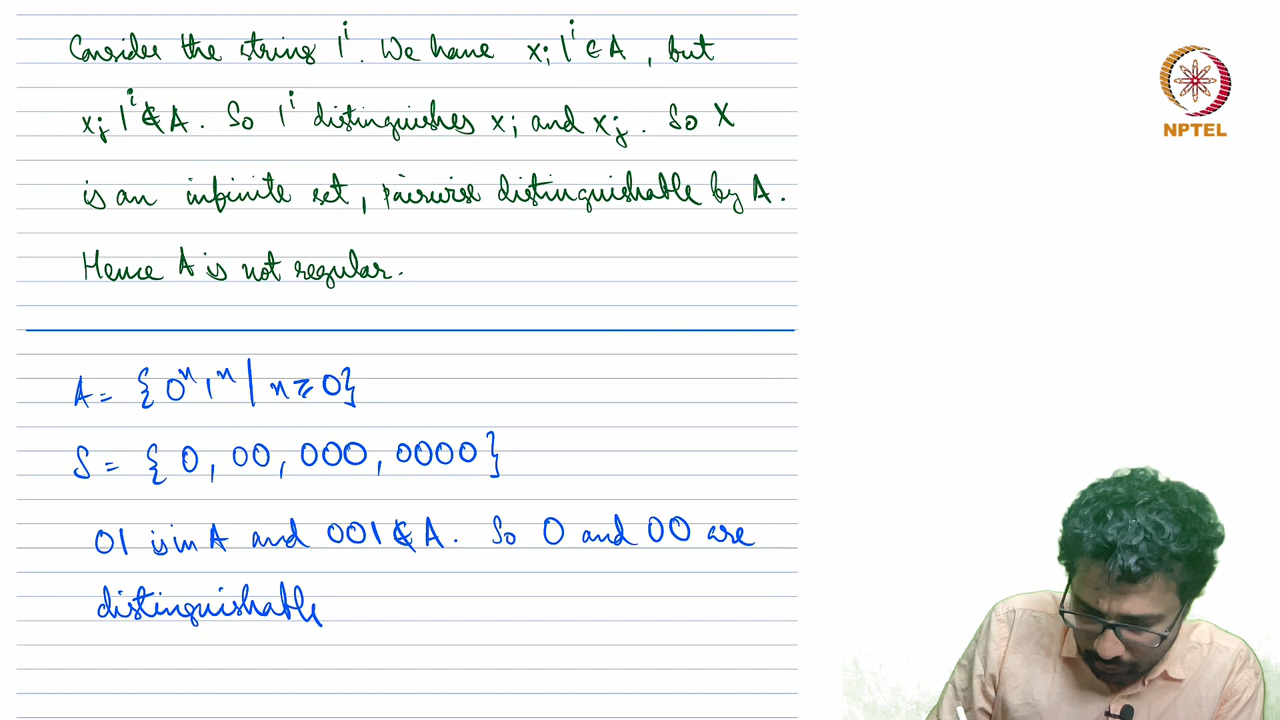 Consider the string 1^i. We have x_i 1^i ∈ A, but
x_j 1^i ∉ A. So 1^i distinguishes x_i and x_j. So X
is an infinite set, pairwise distinguishable by A.
Hence A is not regular.
A = { 0^n 1^n | n ≥ 0}
S = { 0, 00, 000, 0000 }
01 is in A and 001 ∉ A. So 0 and 00 are
distinguishable
NPTEL